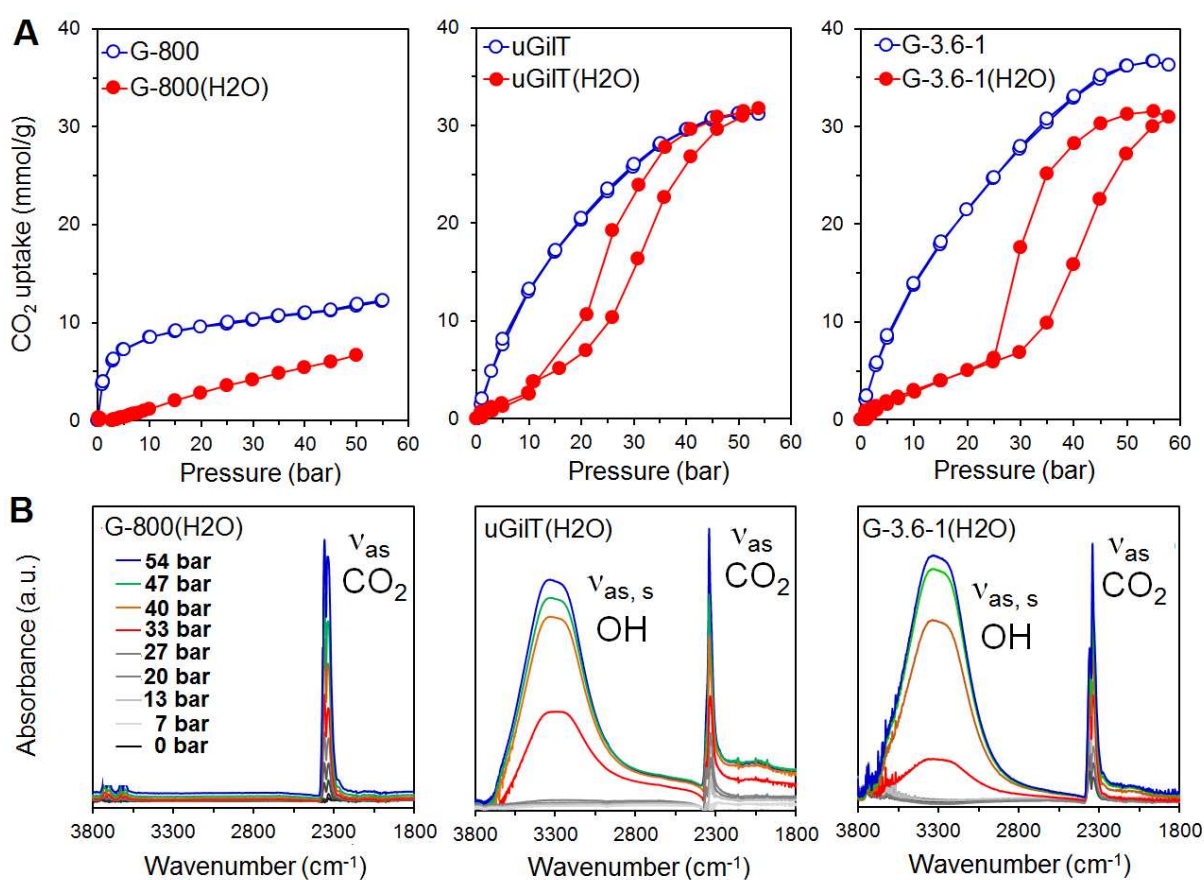 A
CO₂ uptake (mmol/g)
40
30
20
10
0
G-800
G-800(H2O)
0 10 20 30 40 50 60
Pressure (bar)
40
30
20
10
0
uGilT
uGilT(H2O)
0 10 20 30 40 50 60
Pressure (bar)
40
30
20
10
0
G-3.6-1
G-3.6-1(H2O)
0 10 20 30 40 50 60
Pressure (bar)
B
Absorbance (a.u.)
G-800(H2O)
54 bar
47 bar
40 bar
33 bar
27 bar
20 bar
13 bar
7 bar
0 bar
νas
CO₂
3800 3300 2800 2300 1800
Wavenumber (cm⁻¹)
uGilT(H2O)
νas, s
OH
νas
CO₂
3800 3300 2800 2300 1800
Wavenumber (cm⁻¹)
G-3.6-1(H2O)
νas, s
OH
νas
CO₂
3800 3300 2800 2300 1800
Wavenumber (cm⁻¹)